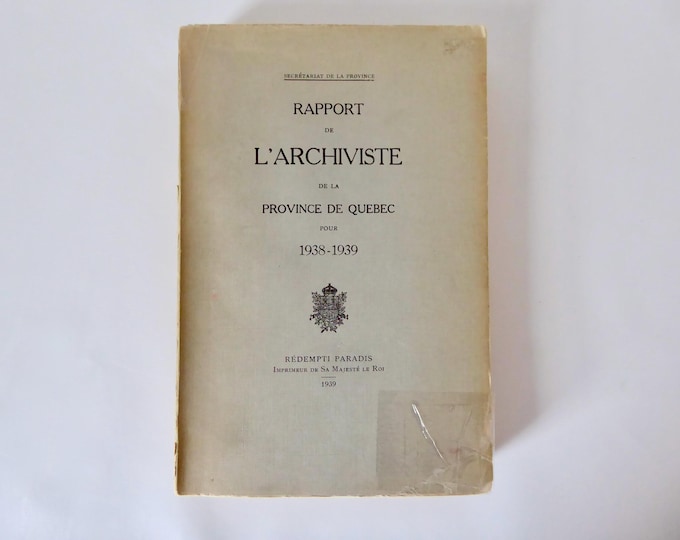 SECRÉTARIAT DE LA PROVINCE
RAPPORT
DE
L'ARCHIVISTE
DE LA
PROVINCE DE QUEBEC
POUR
1938-1939
RÉDEMPTI PARADIS
IMPRIMEUR DE SA MAJESTÉ LE ROI
1939